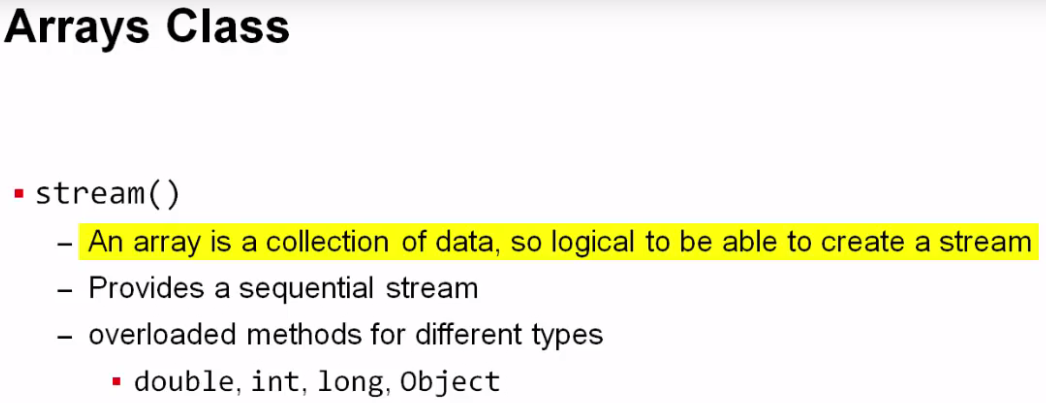 Arrays Class
▪ stream()
– An array is a collection of data, so logical to be able to create a stream
– Provides a sequential stream
– overloaded methods for different types
▪ double, int, long, Object